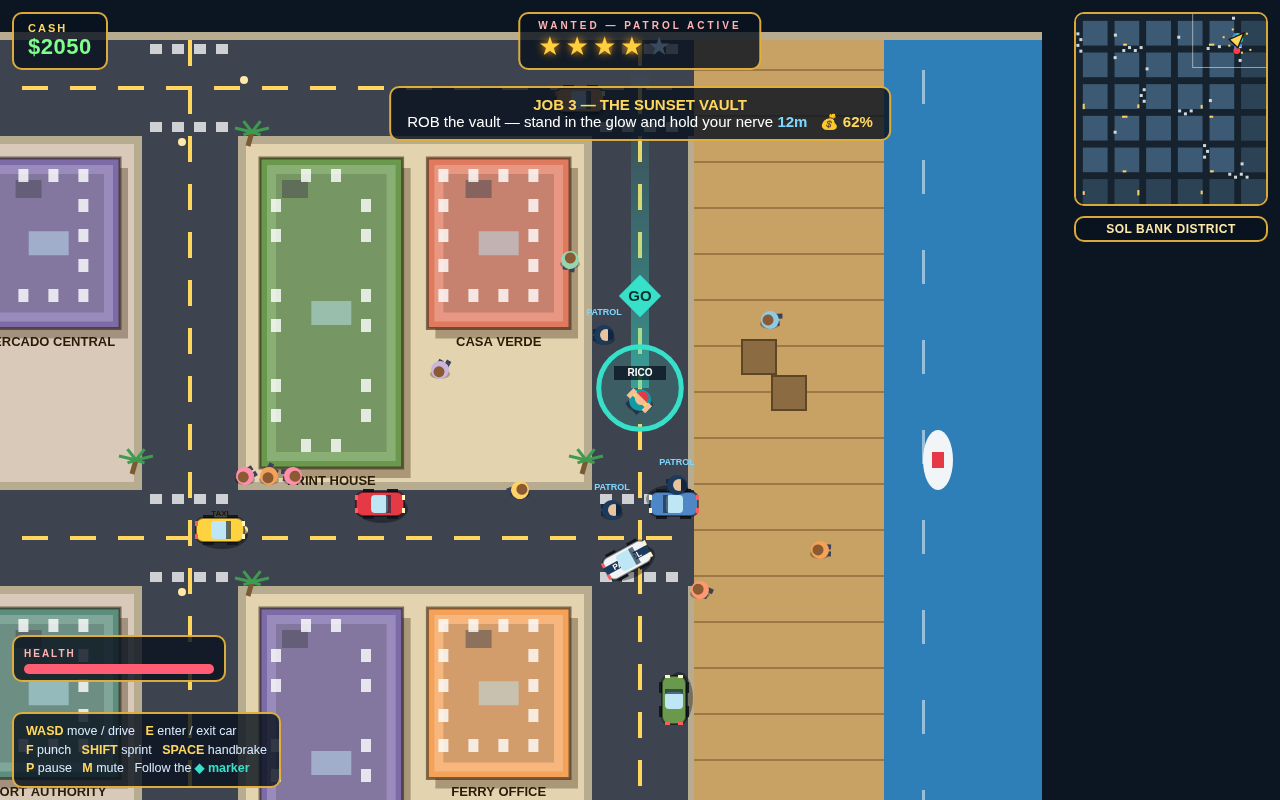 CASH
$2050
WANTED — PATROL ACTIVE
JOB 3 — THE SUNSET VAULT
ROB the vault — stand in the glow and hold your nerve 12m 💰 62%
SOL BANK DISTRICT
GO
PATROL
RICO
ERCADO CENTRAL
CASA VERDE
PATROL
RINT HOUSE
PATROL
TAXI
HEALTH
WASD move / drive E enter / exit car
F punch SHIFT sprint SPACE handbrake
P pause M mute Follow the ◆ marker
ORT AUTHORITY
FERRY OFFICE